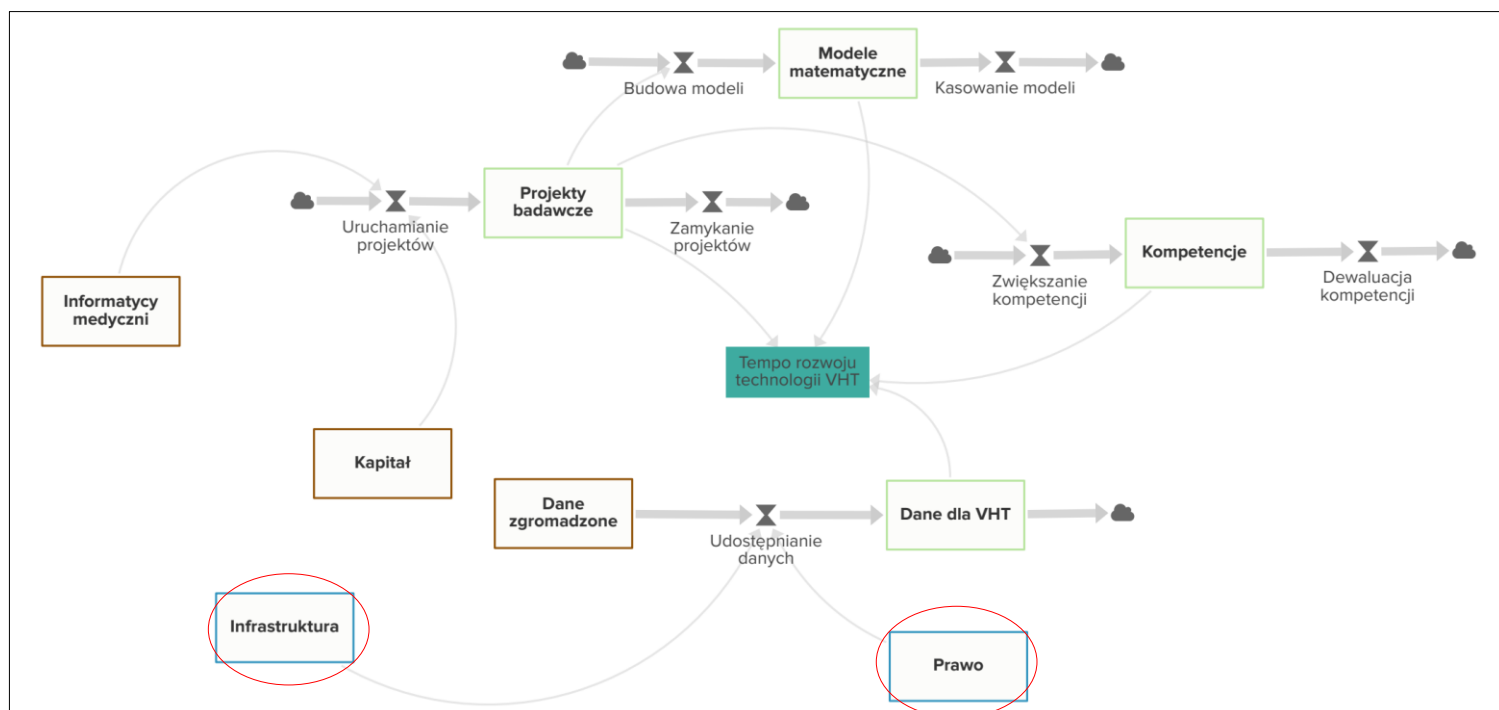 Modele
matematyczne
Budowa modeli
Kasowanie modeli
Projekty
badawcze
Uruchamianie
projektów
Zamykanie
projektów
Kompetencje
Zwiększanie
kompetencji
Dewaluacja
kompetencji
Informatycy
medyczni
Tempo rozwoju
technologii VHT
Kapitał
Dane
zgromadzone
Dane dla VHT
Udostępnianie
danych
Infrastruktura
Prawo